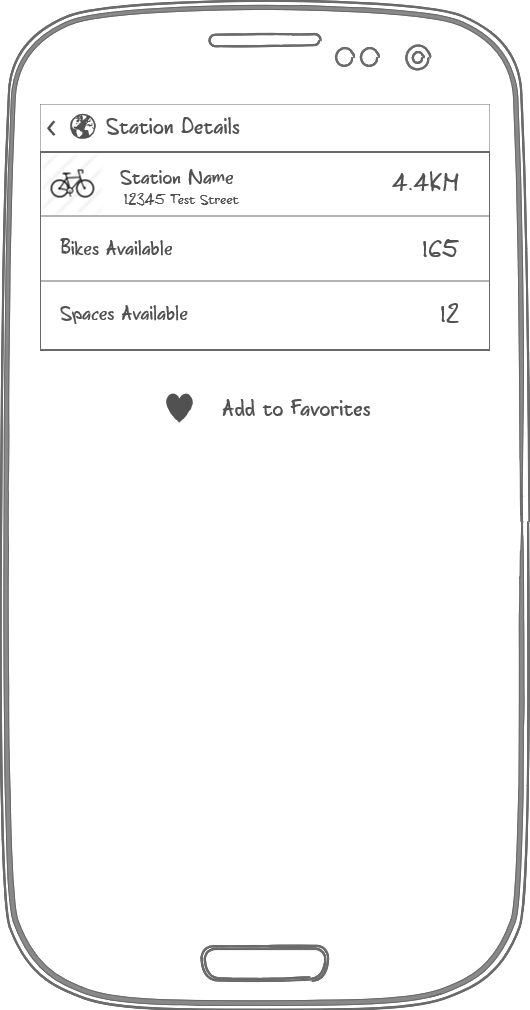 Station Details
Station Name 4.4KM
12345 Test Street
Bikes Available 165
Spaces Available 12
Add to Favorites